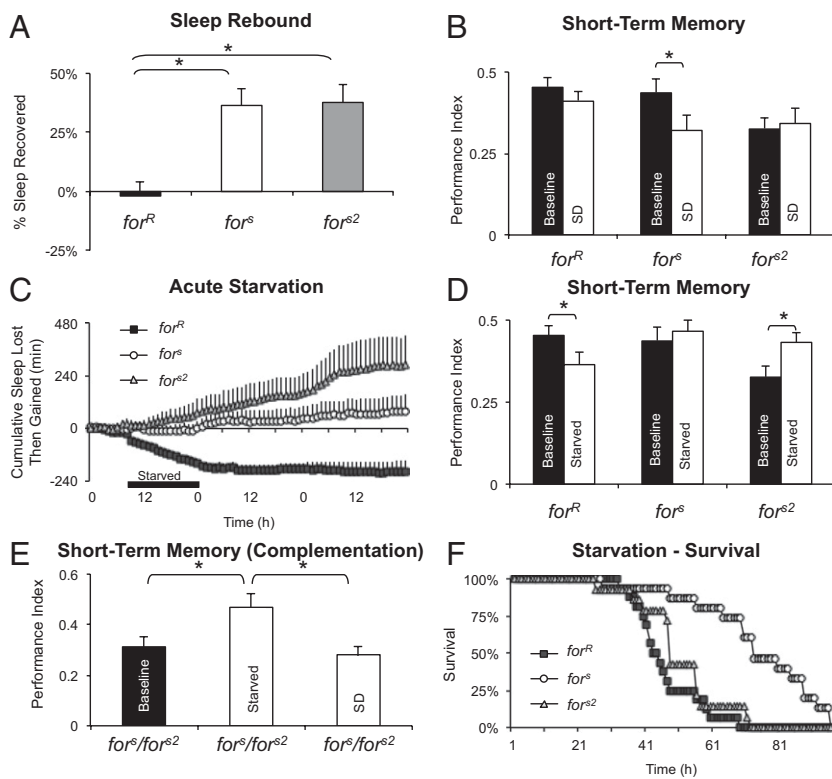 A
Sleep Rebound
*
*
50%
25%
0%
-25%
% Sleep Recovered
forR
fors
fors2
B
Short-Term Memory
*
0.5
0.25
0
Performance Index
Baseline
SD
Baseline
SD
Baseline
SD
forR
fors
fors2
C
Acute Starvation
480
240
0
-240
Cumulative Sleep Lost
Then Gained (min)
forR
fors
fors2
Starved
0 12 0 12 0 12
Time (h)
D
Short-Term Memory
*
*
0.5
0.25
0
Performance Index
Baseline
Starved
Baseline
Starved
Baseline
Starved
forR
fors
fors2
E
Short-Term Memory (Complementation)
*
*
0.6
0.4
0.2
0
Performance Index
Baseline
Starved
SD
fors/fors2
fors/fors2
fors/fors2
F
Starvation - Survival
100%
75%
50%
25%
0%
Survival
forR
fors
fors2
1 21 41 61 81
Time (h)